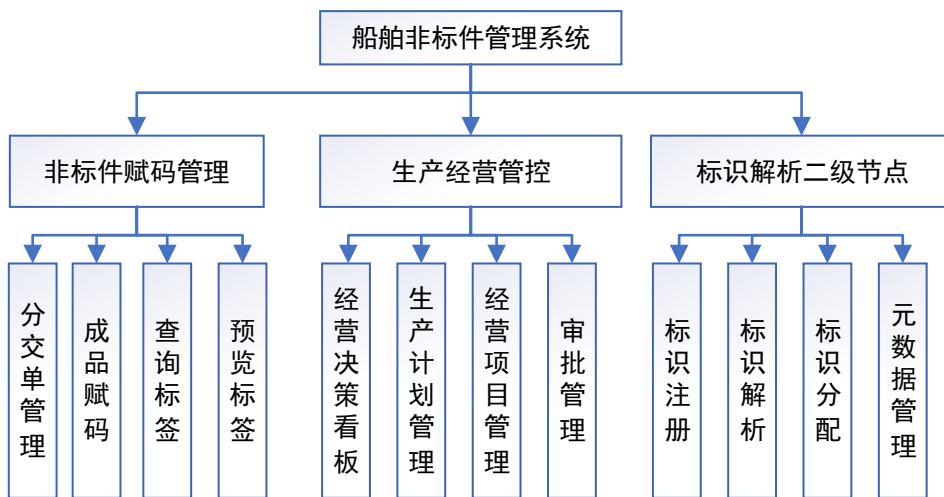 船舶非标件管理系统
非标件赋码管理
生产经营管控
标识解析二级节点
分交单管理
成品赋码
查询标签
预览标签
经营决策看板
生产计划管理
经营项目管理
审批管理
标识注册
标识解析
标识分配
元数据管理